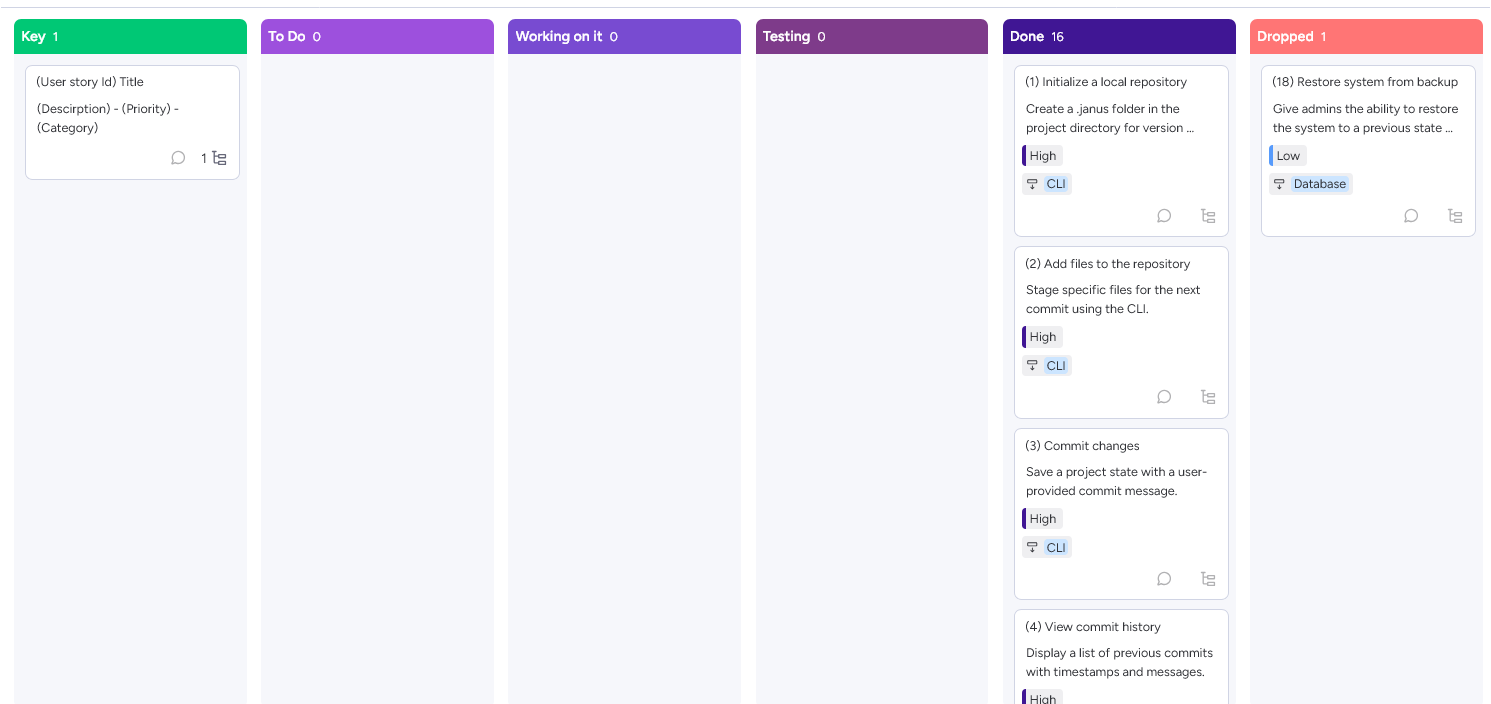 Key 1
(User story Id) Title
(Descirption) - (Priority) -
(Category)
1
To Do 0
Working on it 0
Testing 0
Done 16
(1) Initialize a local repository
Create a .janus folder in the
project directory for version ...
High
CLI
(2) Add files to the repository
Stage specific files for the next
commit using the CLI.
High
CLI
(3) Commit changes
Save a project state with a user-
provided commit message.
High
CLI
(4) View commit history
Display a list of previous commits
with timestamps and messages.
High
Dropped 1
(18) Restore system from backup
Give admins the ability to restore
the system to a previous state ...
Low
Database